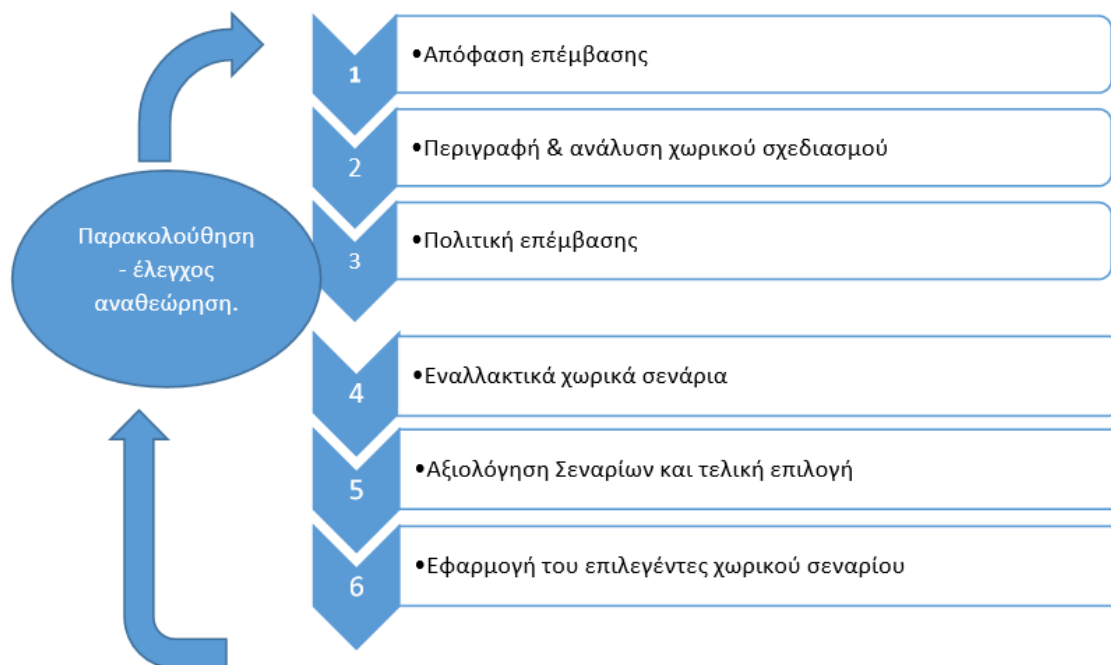 1
•Απόφαση επέμβασης
2
•Περιγραφή & ανάλυση χωρικού σχεδιασμού
3
•Πολιτική επέμβασης
Παρακολούθηση
- έλεγχος
αναθεώρηση.
4
•Εναλλακτικά χωρικά σενάρια
5
•Αξιολόγηση Σεναρίων και τελική επιλογή
6
•Εφαρμογή του επιλεγέντες χωρικού σεναρίου